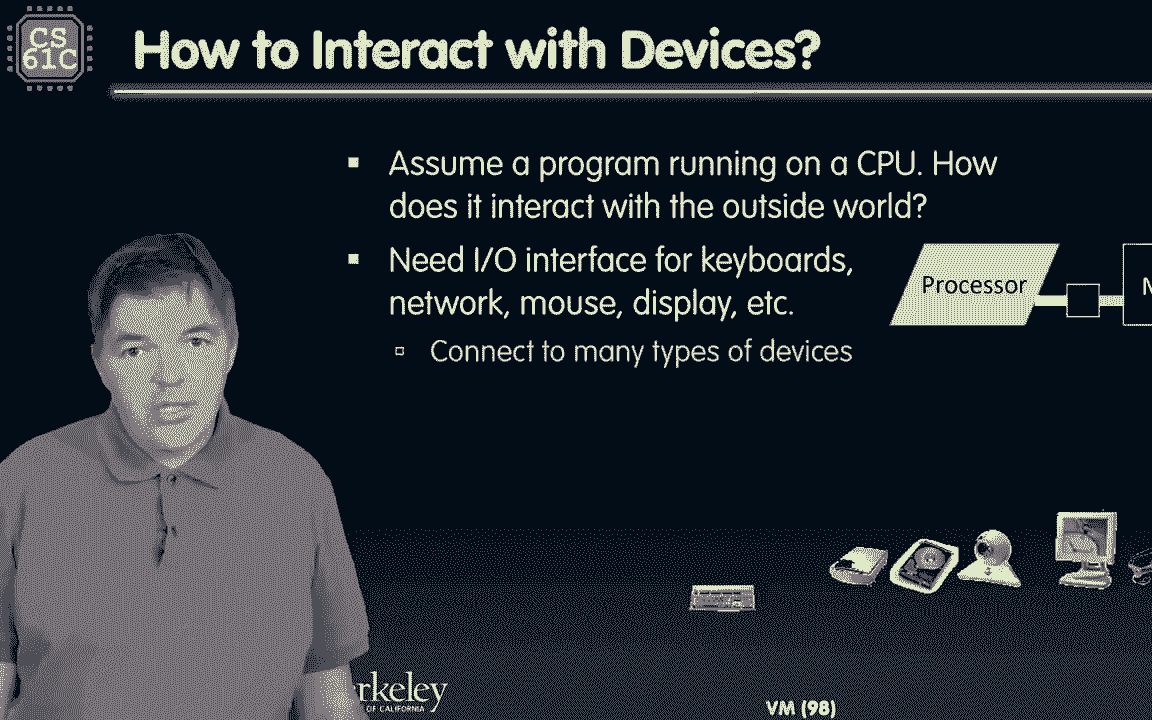 CS
61C
How to Interact with Devices?
Assume a program running on a CPU. How
does it interact with the outside world?
Need I/O interface for keyboards,
network, mouse, display, etc.
Connect to many types of devices
Processor
OF CALIFORNIA
VM (98)